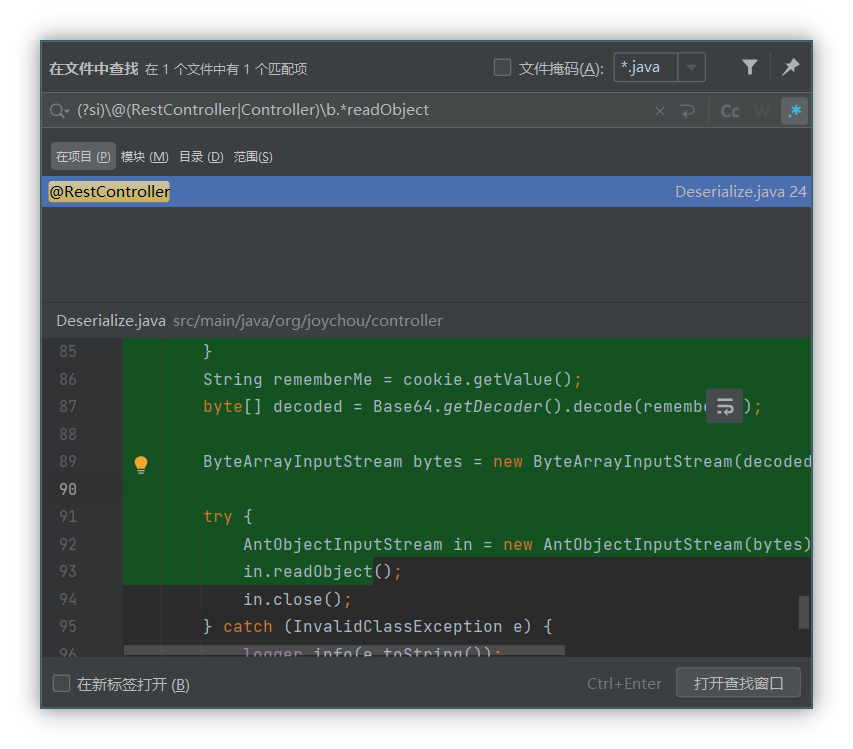 在文件中查找 在 1 个文件中有 1 个匹配项 文件掩码(A): *.java
(?si)\@(RestController|Controller)\b.*readObject Cc W .*
在项目 (P) 模块 (M) 目录 (D) 范围(S)
@RestController Deserialize.java 24
Deserialize.java src/main/java/org/joychou/controller
85 }
86 String rememberMe = cookie.getValue();
87 byte[] decoded = Base64.getDecoder().decode(rememb );
88
89 ByteArrayInputStream bytes = new ByteArrayInputStream(decoded
90
91 try {
92 AntObjectInputStream in = new AntObjectInputStream(bytes)
93 in.readObject();
94 in.close();
95 } catch (InvalidClassException e) {
96 logger.info(e.toString());
在新标签打开 (B) Ctrl+Enter 打开查找窗口